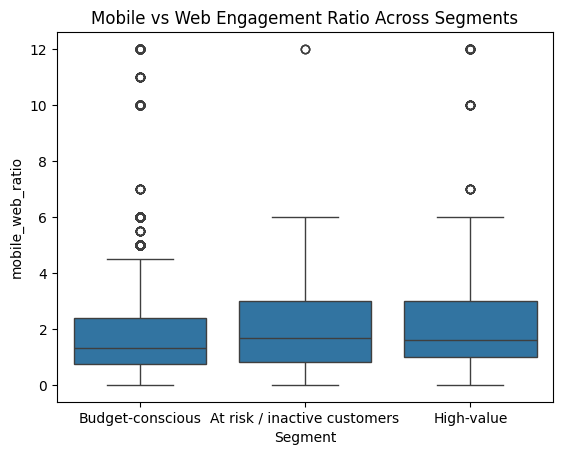 Mobile vs Web Engagement Ratio Across Segments
mobile_web_ratio
12
10
8
6
4
2
0
Budget-conscious At risk / inactive customers High-value
Segment